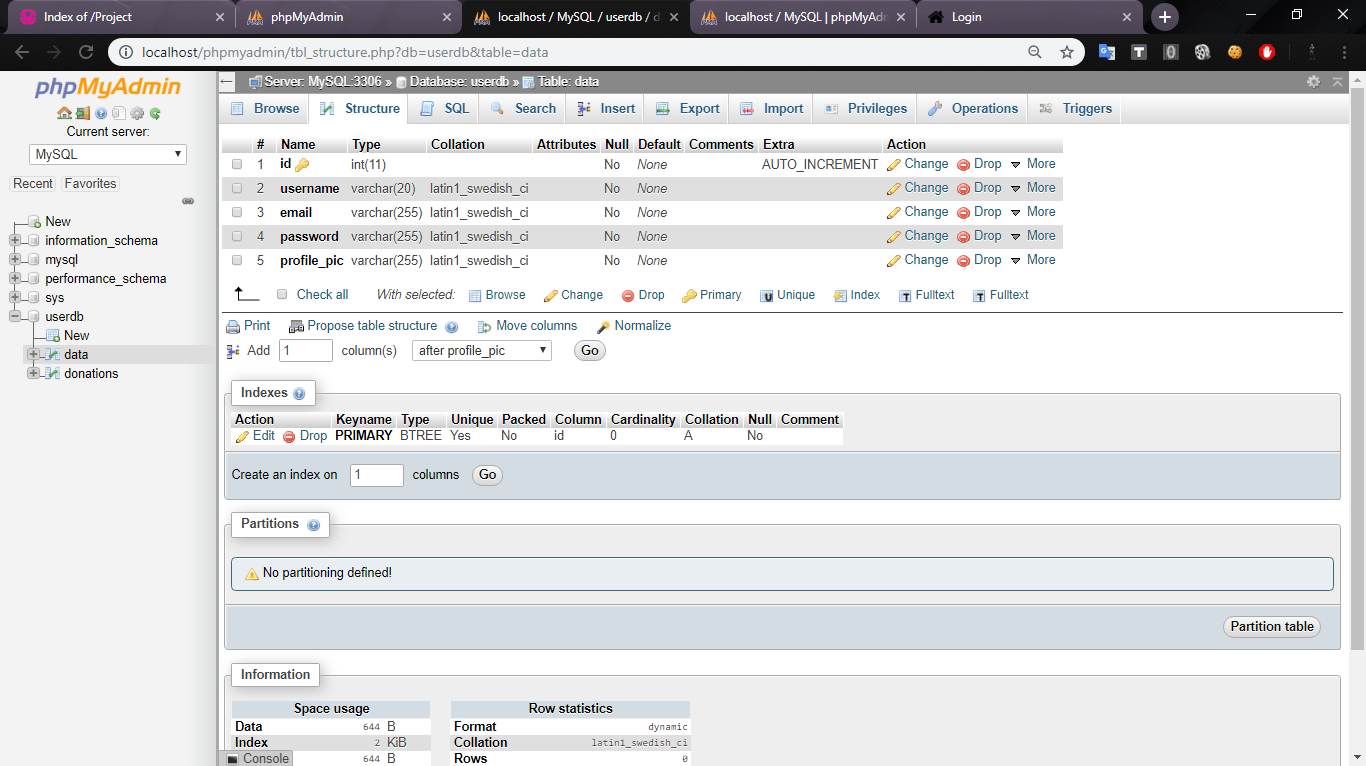 Index of /Project
phpMyAdmin
localhost / MySQL / userdb / d
localhost / MySQL | phpMyAdm
Login
localhost/phpmyadmin/tbl_structure.php?db=userdb&table=data
phpMyAdmin
Current server:
MySQL
Recent Favorites
New
information_schema
mysql
performance_schema
sys
userdb
New
data
donations
Server: MySQL:3306 » Database: userdb » Table: data
Browse Structure SQL Search Insert Export Import Privileges Operations Triggers
# Name Type Collation Attributes Null Default Comments Extra Action
1 id int(11) No None AUTO_INCREMENT Change Drop More
2 username varchar(20) latin1_swedish_ci No None Change Drop More
3 email varchar(255) latin1_swedish_ci No None Change Drop More
4 password varchar(255) latin1_swedish_ci No None Change Drop More
5 profile_pic varchar(255) latin1_swedish_ci No None Change Drop More
Check all With selected: Browse Change Drop Primary Unique Index Fulltext Fulltext
Print Propose table structure Move columns Normalize
Add 1 column(s) after profile_pic Go
Indexes
Action Keyname Type Unique Packed Column Cardinality Collation Null Comment
Edit Drop PRIMARY BTREE Yes No id 0 A No
Create an index on 1 columns Go
Partitions
No partitioning defined!
Partition table
Information
Space usage
Data 644 B
Index 2 KiB
644 B
Row statistics
Format dynamic
Collation latin1_swedish_ci
Rows 0
Console